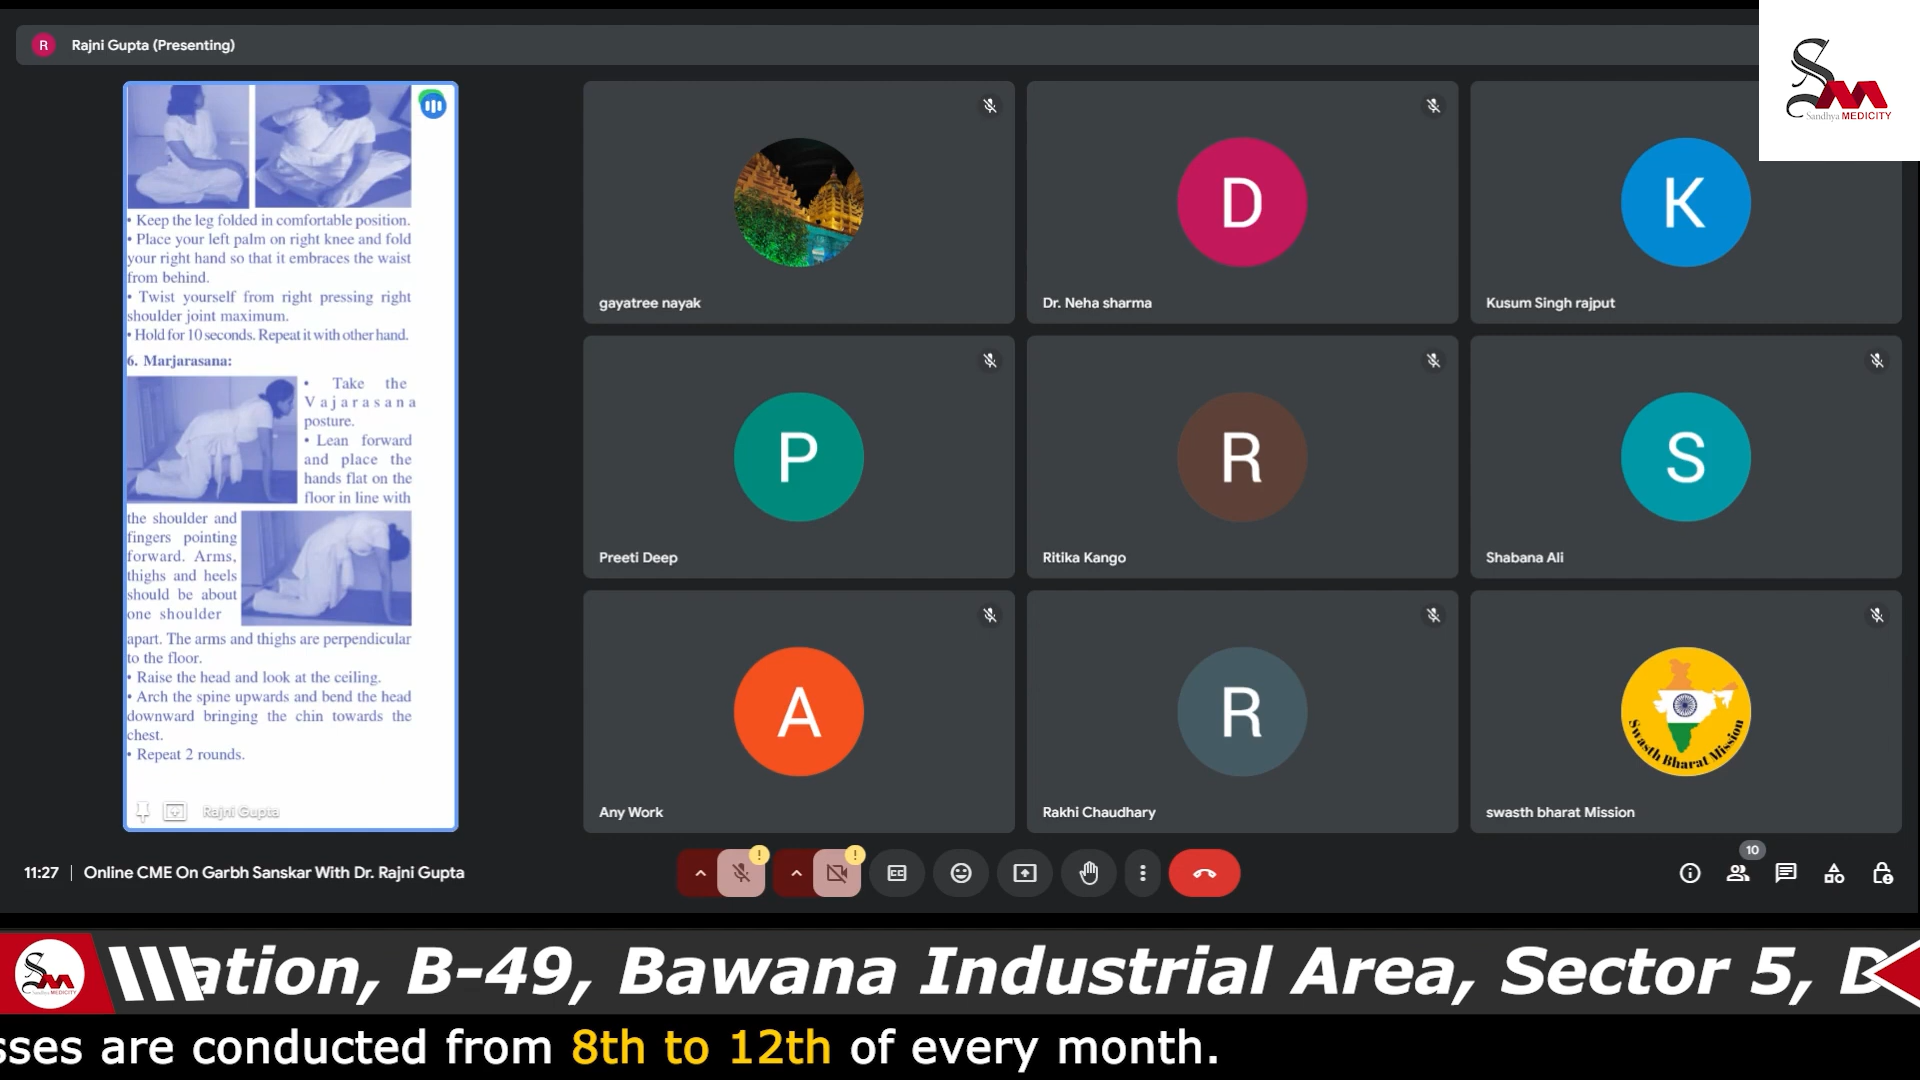 R Rajni Gupta (Presenting)
SM
Sandhya MEDICITY
• Keep the leg folded in comfortable position.
• Place your left palm on right knee and fold
your right hand so that it embraces the waist
from behind.
• Twist yourself from right pressing right
shoulder joint maximum.
• Hold for 10 seconds. Repeat it with other hand.
6. Marjarasana:
• Take the
Vajarasana
posture.
• Lean forward
and place the
hands flat on the
floor in line with
the shoulder and
fingers pointing
forward. Arms,
thighs and heels
should be about
one shoulder
apart. The arms and thighs are perpendicular
to the floor.
• Raise the head and look at the ceiling.
• Arch the spine upwards and bend the head
downward bringing the chin towards the
chest.
• Repeat 2 rounds.
Rajni Gupta
gayatree nayak
D
Dr. Neha sharma
K
Kusum Singh rajput
P
Preeti Deep
R
Ritika Kango
S
Shabana Ali
A
Any Work
R
Rakhi Chaudhary
Swasth Bharat Mission
swasth bharat Mission
11:27 | Online CME On Garbh Sanskar With Dr. Rajni Gupta
10
SM
Sandhya MEDICITY
ation, B-49, Bawana Industrial Area, Sector 5, D
sses are conducted from 8th to 12th of every month.